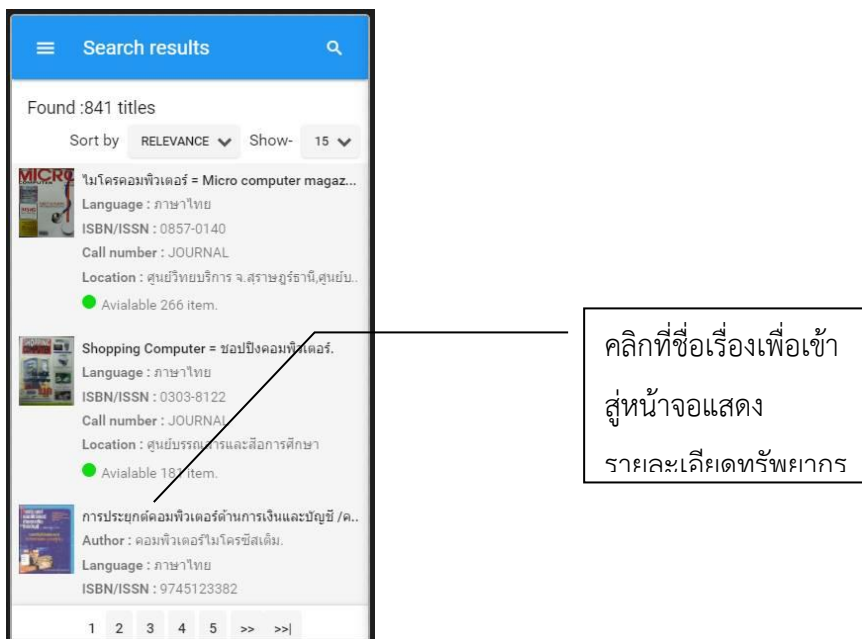 Search results
Found :841 titles
Sort by RELEVANCE Show- 15
MICRO
ไมโครคอมพิวเตอร์ = Micro computer magaz...
Language : ภาษาไทย
ISBN/ISSN : 0857-0140
Call number : JOURNAL
Location : ศูนย์วิทยบริการ จ.สุราษฎร์ธานี,ศูนย์บ..
Avialable 266 item.
Shopping Computer = ชอปปิงคอมพิวเตอร์.
Language : ภาษาไทย
ISBN/ISSN : 0303-8122
Call number : JOURNAL
Location : ศูนย์บรรณสารและสื่อการศึกษา
Avialable 181 item.
การประยุกต์คอมพิวเตอร์ด้านการเงินและบัญชี /ค..
Author : คอมพิวเตอร์ไมโครซีสเต็ม.
Language : ภาษาไทย
ISBN/ISSN : 9745123382
1 2 3 4 5 >> >>|
คลิกที่ชื่อเรื่องเพื่อเข้า
สู่หน้าจอแสดง
รายละเอียดทรัพยากร